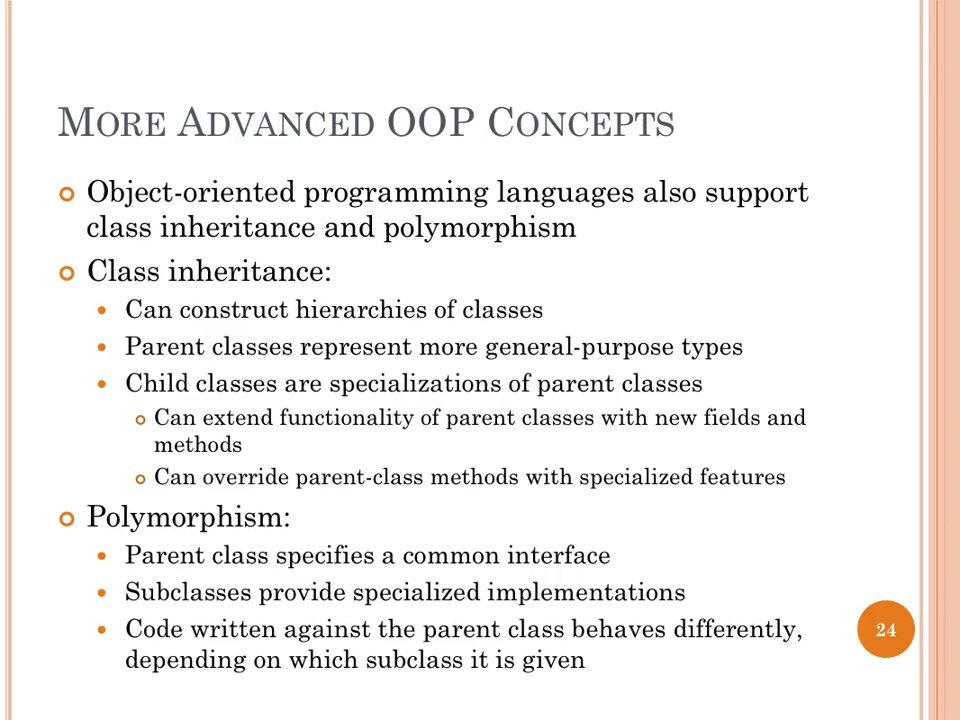 MORE ADVANCED OOP CONCEPTS
Object-oriented programming languages also support
class inheritance and polymorphism
Class inheritance:
Can construct hierarchies of classes
Parent classes represent more general-purpose types
Child classes are specializations of parent classes
Can extend functionality of parent classes with new fields and
methods
Can override parent-class methods with specialized features
Polymorphism:
Parent class specifies a common interface
Subclasses provide specialized implementations
Code written against the parent class behaves differently,
depending on which subclass it is given
24